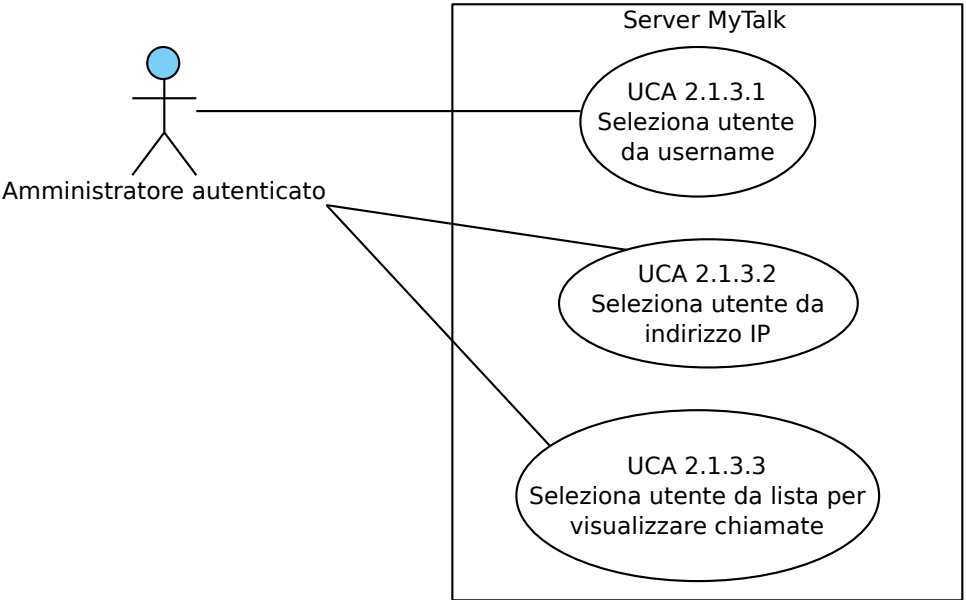 Server MyTalk
UCA 2.1.3.1
Seleziona utente
da username
Amministratore autenticato
UCA 2.1.3.2
Seleziona utente da
indirizzo IP
UCA 2.1.3.3
Seleziona utente da lista per
visualizzare chiamate